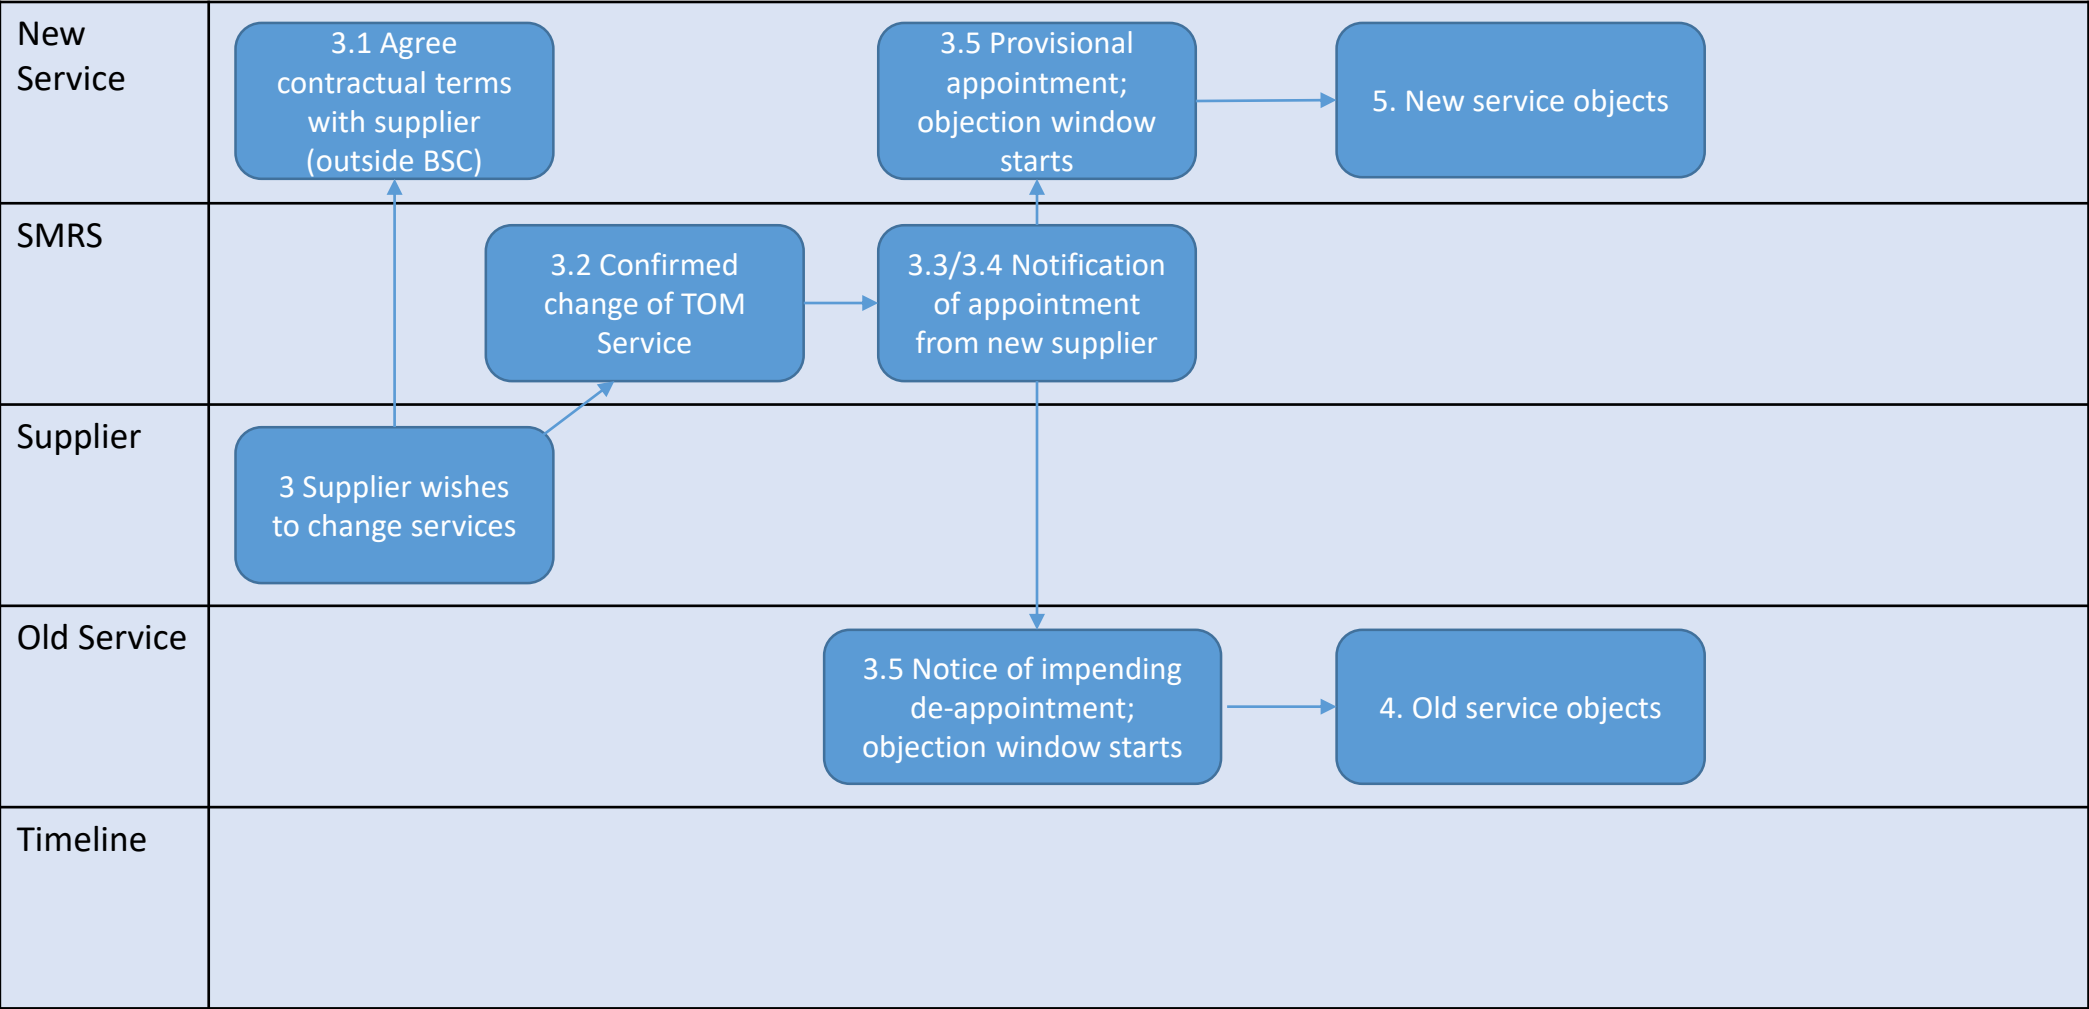 New
Service
3.1 Agree
contractual terms
with supplier
(outside BSC)
3.5 Provisional
appointment;
objection window
starts
5. New service objects
SMRS
3.2 Confirmed
change of TOM
Service
3.3/3.4 Notification
of appointment
from new supplier
Supplier
3 Supplier wishes
to change services
Old Service
3.5 Notice of impending
de-appointment;
objection window starts
4. Old service objects
Timeline